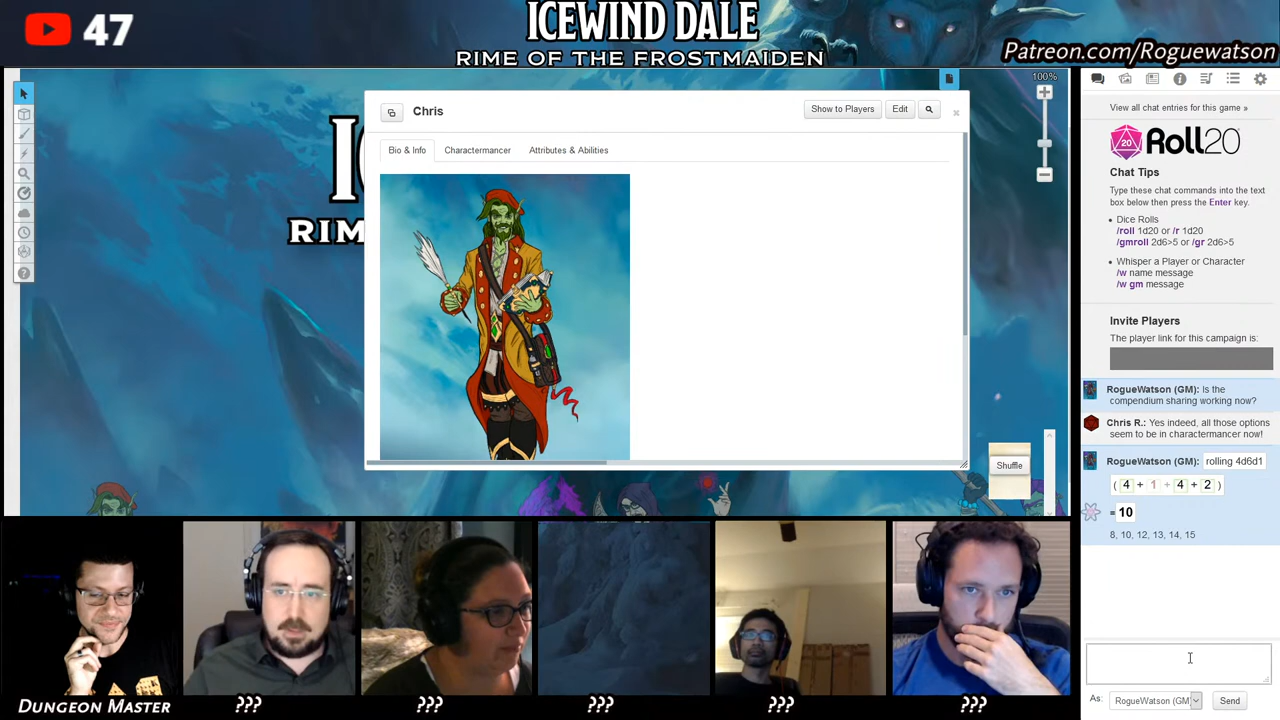 47
ICEWIND DALE
RIME OF THE FROSTMAIDEN
Patreon.com/Roguewatson
100%
Chris
Show to Players
Edit
Bio & Info
Charactermancer
Attributes & Abilities
RIM
Shuffle
View all chat entries for this game »
Roll20
Chat Tips
Type these chat commands into the text
box below then press the Enter key.
Dice Rolls
/roll 1d20 or /r 1d20
/gmroll 2d6>5 or /gr 2d6>5
Whisper a Player or Character
/w name message
/w gm message
Invite Players
The player link for this campaign is:
RogueWatson (GM): Is the
compendium sharing working now?
Chris R.: Yes indeed, all those options
seem to be in charactermancer now!
RogueWatson (GM): rolling 4d6d1
( 4 + 1 + 4 + 2 )
= 10
8, 10, 12, 13, 14, 15
As: RogueWatson (GM)
Send
DUNGEON MASTER
???
???
???
???
???